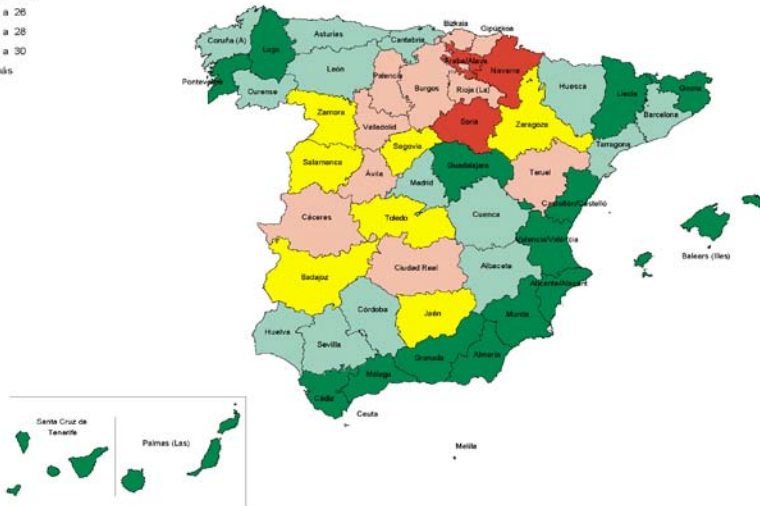 a 26
a 28
a 30
ás
Bizkaia
Gipúzkoa
Asturias
Cantabria
Coruña (A)
Lugo
Araba/Álava
Navarra
León
Palencia
Pontevedra
Ourense
Burgos
Rioja (La)
Huesca
Lleida
Girona
Barcelona
Zamora
Valladolid
Soria
Zaragoza
Segovia
Tarragona
Salamanca
Guadalajara
Ávila
Madrid
Teruel
Castellón/Castelló
Cáceres
Toledo
Cuenca
Valencia/València
Balears (Illes)
Badajoz
Ciudad Real
Albacete
Alicante/Alacant
Córdoba
Jaén
Murcia
Huelva
Sevilla
Granada
Almería
Málaga
Cádiz
Ceuta
Santa Cruz de
Tenerife
Palmas (Las)
Melilla